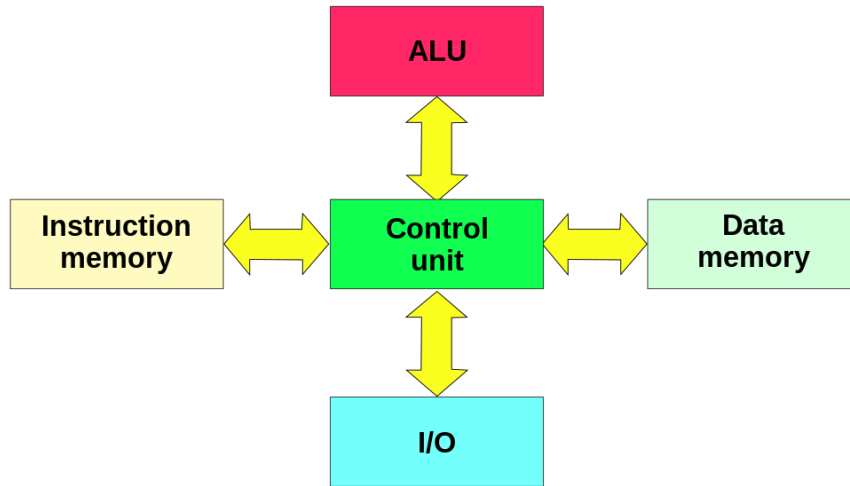 ALU
Instruction
memory
Control
unit
Data
memory
I/O